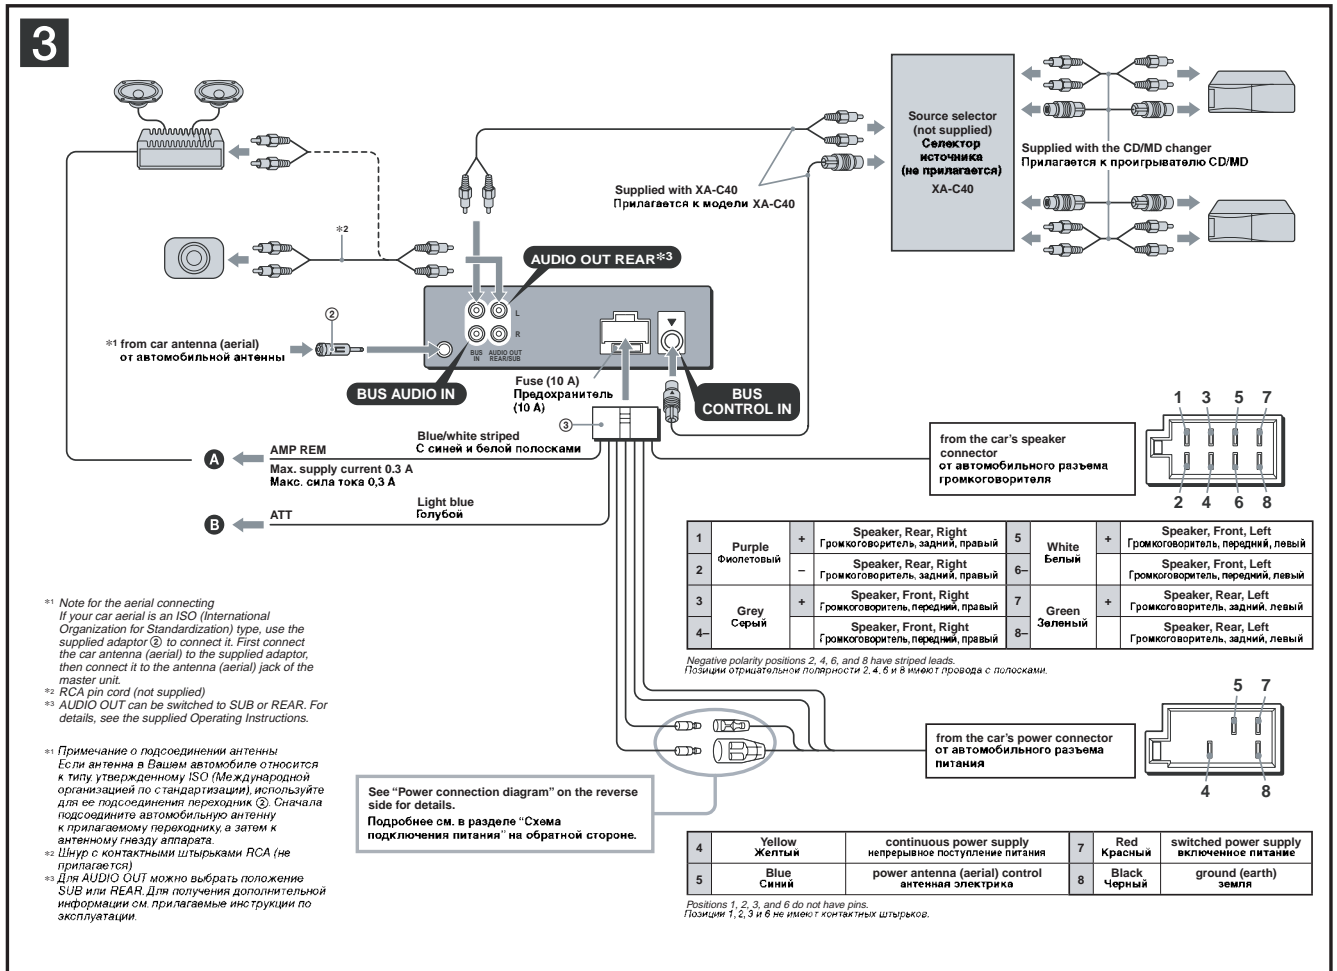 3
Source selector
(not supplied)
Селектор
источника
(не прилагается)
XA-C40
Supplied with the CD/MD changer
Прилагается к проигрывателю CD/MD
Supplied with XA-C40
Прилагается к модели XA-C40
*2
AUDIO OUT REAR*3
2
*1 from car antenna (aerial)
от автомобильной антенны
L
R
BUS
IN
AUDIO OUT
REAR/SUB
BUS AUDIO IN
Fuse (10 A)
Предохранитель
(10 A)
BUS
CONTROL IN
3
A
AMP REM
Blue/white striped
С синей и белой полосками
Max. supply current 0.3 A
Макс. сила тока 0,3 A
B
ATT
Light blue
Голубой
from the car's speaker
connector
от автомобильного разъема
громкоговорителя
1 3 5 7
2 4 6 8
1 Purple Фиолетовый + Speaker, Rear, Right Громкоговоритель, задний, правый
2 – Speaker, Rear, Right Громкоговоритель, задний, правый
3 Grey Серый + Speaker, Front, Right Громкоговоритель, передний, правый
4– Speaker, Front, Right Громкоговоритель, передний, правый
5 White Белый + Speaker, Front, Left Громкоговоритель, передний, левый
6– Speaker, Front, Left Громкоговоритель, передний, левый
7 Green Зеленый + Speaker, Rear, Left Громкоговоритель, задний, левый
8– Speaker, Rear, Left Громкоговоритель, задний, левый
Negative polarity positions 2, 4, 6, and 8 have striped leads.
Позиции отрицательной полярности 2, 4, 6 и 8 имеют провода с полосками.
*1 Note for the aerial connecting
If your car aerial is an ISO (International
Organization for Standardization) type, use the
supplied adaptor ② to connect it. First connect
the car antenna (aerial) to the supplied adaptor,
then connect it to the antenna (aerial) jack of the
master unit.
*2 RCA pin cord (not supplied)
*3 AUDIO OUT can be switched to SUB or REAR. For
details, see the supplied Operating Instructions.
*1 Примечание о подсоединении антенны
Если антенна в Вашем автомобиле относится
к типу, утвержденному ISO (Международной
организацией по стандартизации), используйте
для ее подсоединения переходник ②. Сначала
подсоедините автомобильную антенну
к прилагаемому переходнику, а затем к
антенному гнезду аппарата.
*2 Шнур с контактными штырьками RCA (не
прилагается)
*3 Для AUDIO OUT можно выбрать положение
SUB или REAR. Для получения дополнительной
информации см. прилагаемые инструкции по
эксплуатации.
See “Power connection diagram” on the reverse
side for details.
Подробнее см. в разделе “Схема
подключения питания” на обратной стороне.
from the car's power connector
от автомобильного разъема
питания
5 7
4 8
4 Yellow Желтый continuous power supply непрерывное поступление питания
5 Blue Синий power antenna (aerial) control антенная электрика
7 Red Красный switched power supply включенное питание
8 Black Черный ground (earth) земля
Positions 1, 2, 3, and 6 do not have pins.
Позиции 1, 2, 3 и 6 не имеют контактных штырьков.